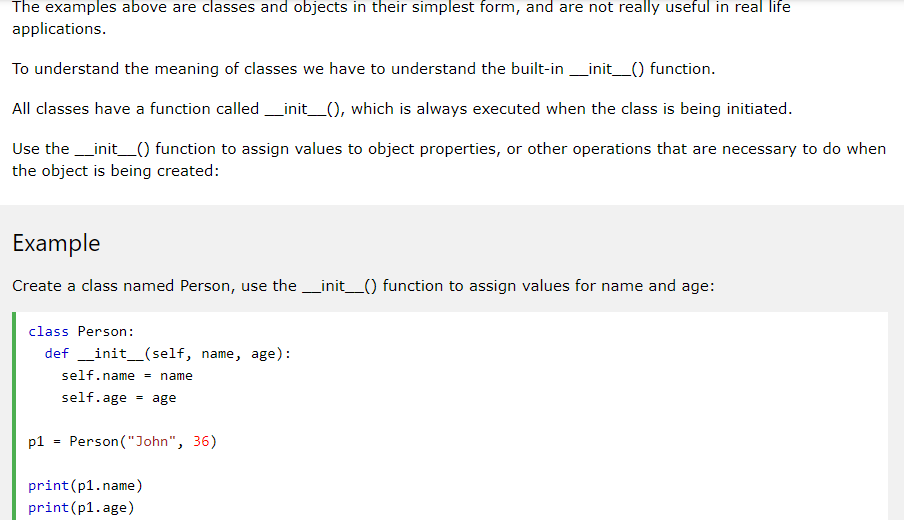 The examples above are classes and objects in their simplest form, and are not really useful in real life
applications.
To understand the meaning of classes we have to understand the built-in __init__() function.
All classes have a function called __init__(), which is always executed when the class is being initiated.
Use the __init__() function to assign values to object properties, or other operations that are necessary to do when
the object is being created:
Example
Create a class named Person, use the __init__() function to assign values for name and age:
class Person:
  def __init__(self, name, age):
    self.name = name
    self.age = age
p1 = Person("John", 36)
print(p1.name)
print(p1.age)